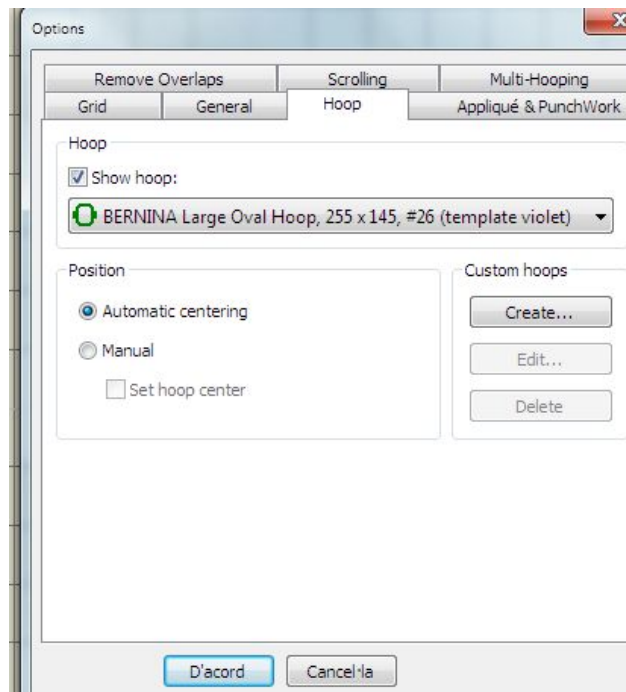 Options
Remove Overlaps Scrolling Multi-Hooping
Grid General Hoop Appliqué & PunchWork
Hoop
Show hoop:
BERNINA Large Oval Hoop, 255 x 145, #26 (template violet)
Position Custom hoops
Automatic centering Create...
Manual Edit...
Set hoop center Delete
D'acord Cancel·la